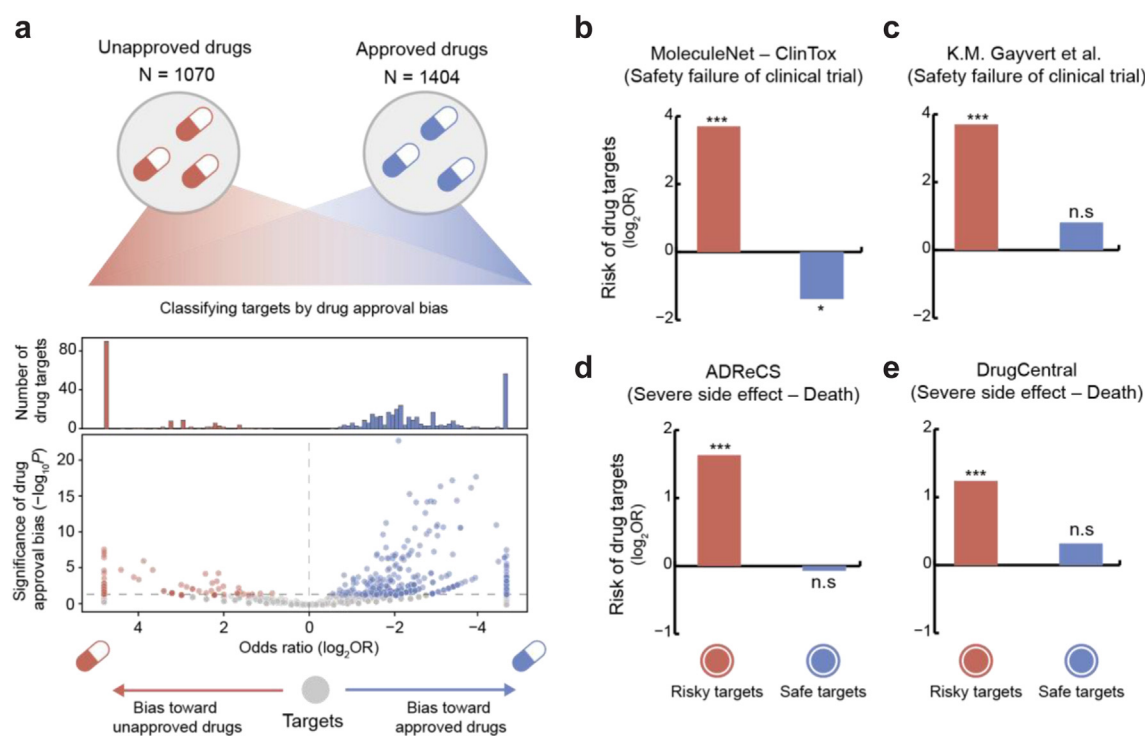 a
Unapproved drugs
N = 1070
Approved drugs
N = 1404
Classifying targets by drug approval bias
Number of
drug targets
80
40
0
Significance of drug
approval bias (−log10P)
20
15
10
5
0
4
2
0
−2
−4
Odds ratio (log2OR)
Bias toward
unapproved drugs
Targets
Bias toward
approved drugs
b
MoleculeNet – ClinTox
(Safety failure of clinical trial)
Risk of drug targets
(log2OR)
4
2
0
−2
***
*
c
K.M. Gayvert et al.
(Safety failure of clinical trial)
4
2
0
−2
***
n.s
d
ADReCS
(Severe side effect – Death)
Risk of drug targets
(log2OR)
2
1
0
−1
***
n.s
Risky targets
Safe targets
e
DrugCentral
(Severe side effect – Death)
2
1
0
−1
***
n.s
Risky targets
Safe targets